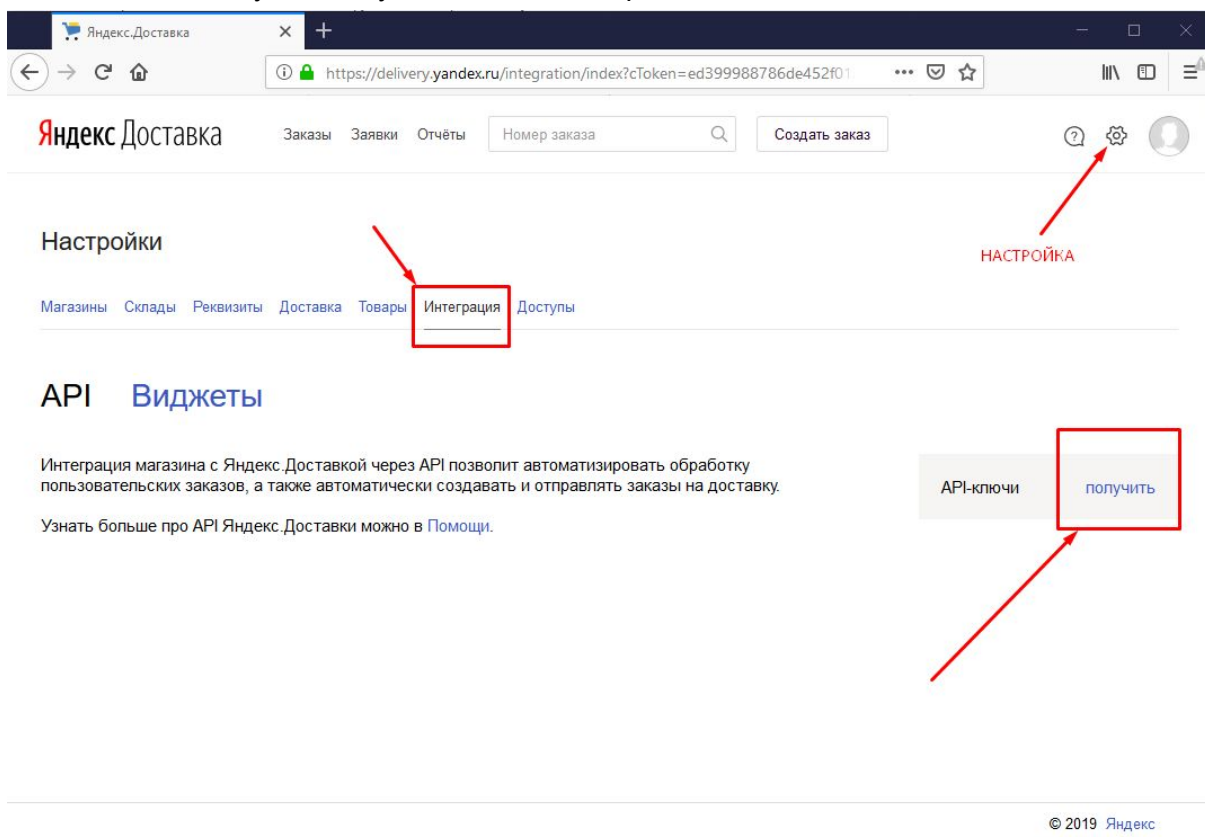 Яндекс.Доставка
https://delivery.yandex.ru/integration/index?cToken=ed399988786de452f01
Яндекс Доставка Заказы Заявки Отчёты Номер заказа Создать заказ
Настройки
НАСТРОЙКА
Магазины Склады Реквизиты Доставка Товары Интеграция Доступы
API Виджеты
Интеграция магазина с Яндекс.Доставкой через API позволит автоматизировать обработку
пользовательских заказов, а также автоматически создавать и отправлять заказы на доставку.
API-ключи получить
Узнать больше про API Яндекс.Доставки можно в Помощи.
© 2019 Яндекс